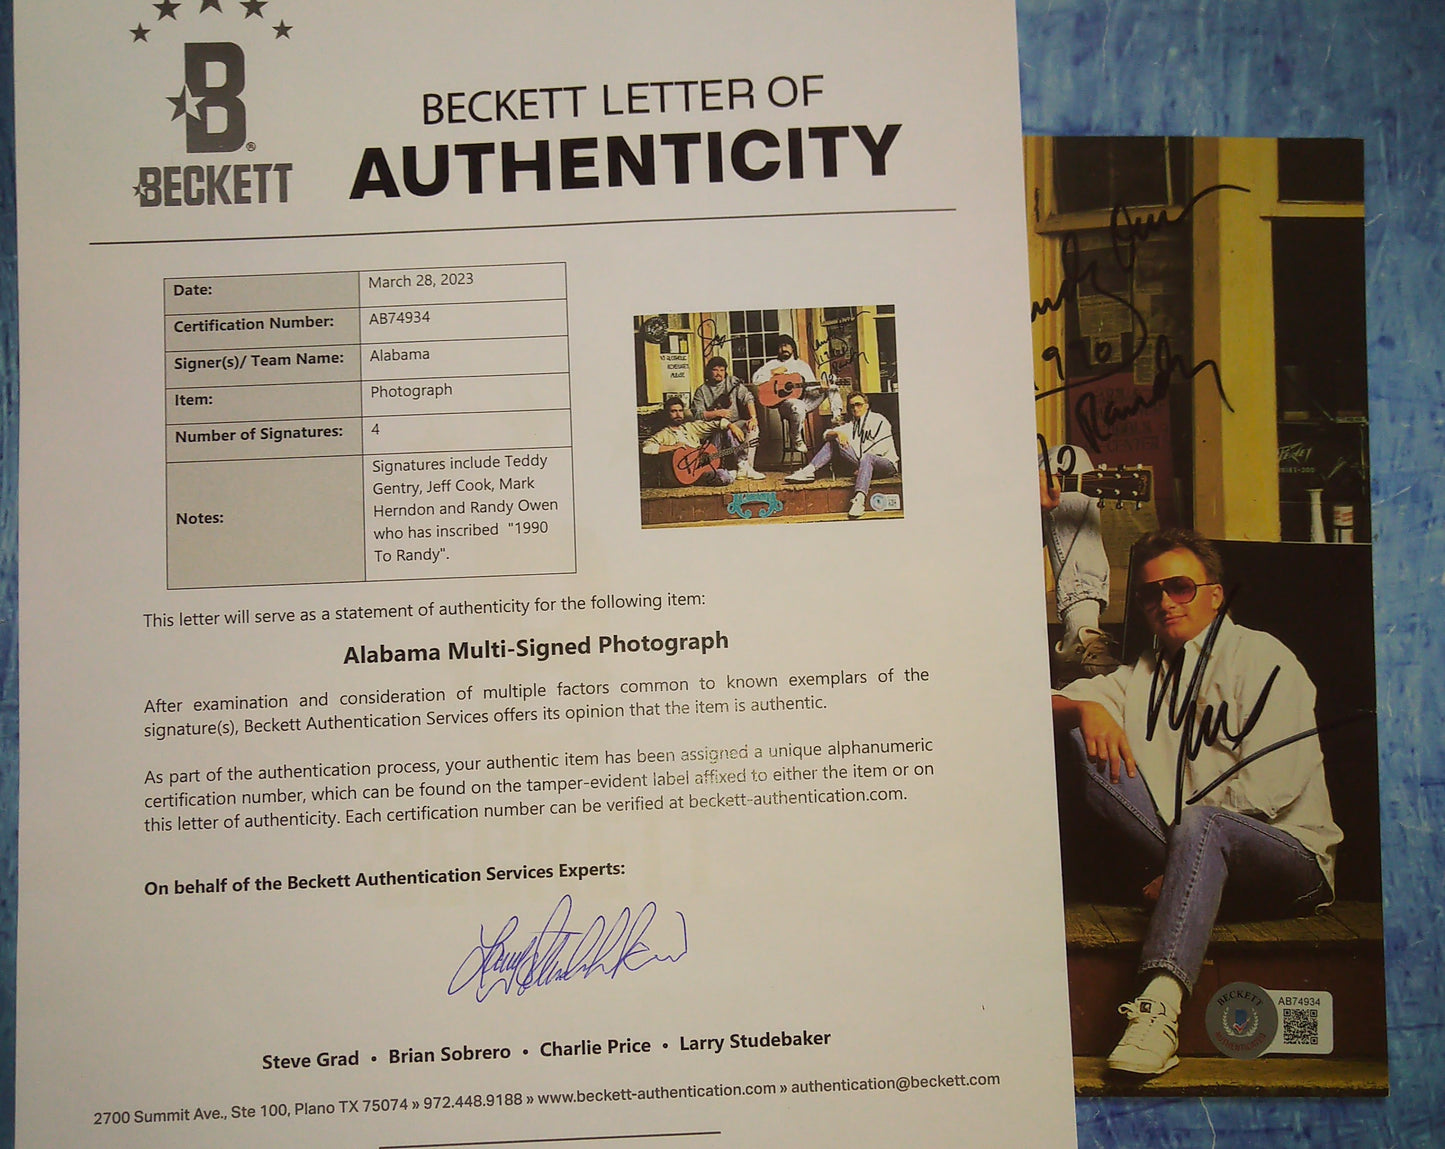 B®
BECKETT
BECKETT LETTER OF
AUTHENTICITY
Date: March 28, 2023
Certification Number: AB74934
Signer(s)/ Team Name: Alabama
Item: Photograph
Number of Signatures: 4
Notes: Signatures include Teddy
Gentry, Jeff Cook, Mark
Herndon and Randy Owen
who has inscribed "1990
To Randy".
This letter will serve as a statement of authenticity for the following item:
Alabama Multi-Signed Photograph
After examination and consideration of multiple factors common to known exemplars of the
signature(s), Beckett Authentication Services offers its opinion that the item is authentic.
As part of the authentication process, your authentic item has been assigned a unique alphanumeric
certification number, which can be found on the tamper-evident label affixed to either the item or on
this letter of authenticity. Each certification number can be verified at beckett-authentication.com.
On behalf of the Beckett Authentication Services Experts:
Steve Grad • Brian Sobrero • Charlie Price • Larry Studebaker
2700 Summit Ave., Ste 100, Plano TX 75074 » 972.448.9188 » www.beckett-authentication.com » authentication@beckett.com
1990
To Randy
CENTER
BECKETT
AUTHENTICATED
AB74934